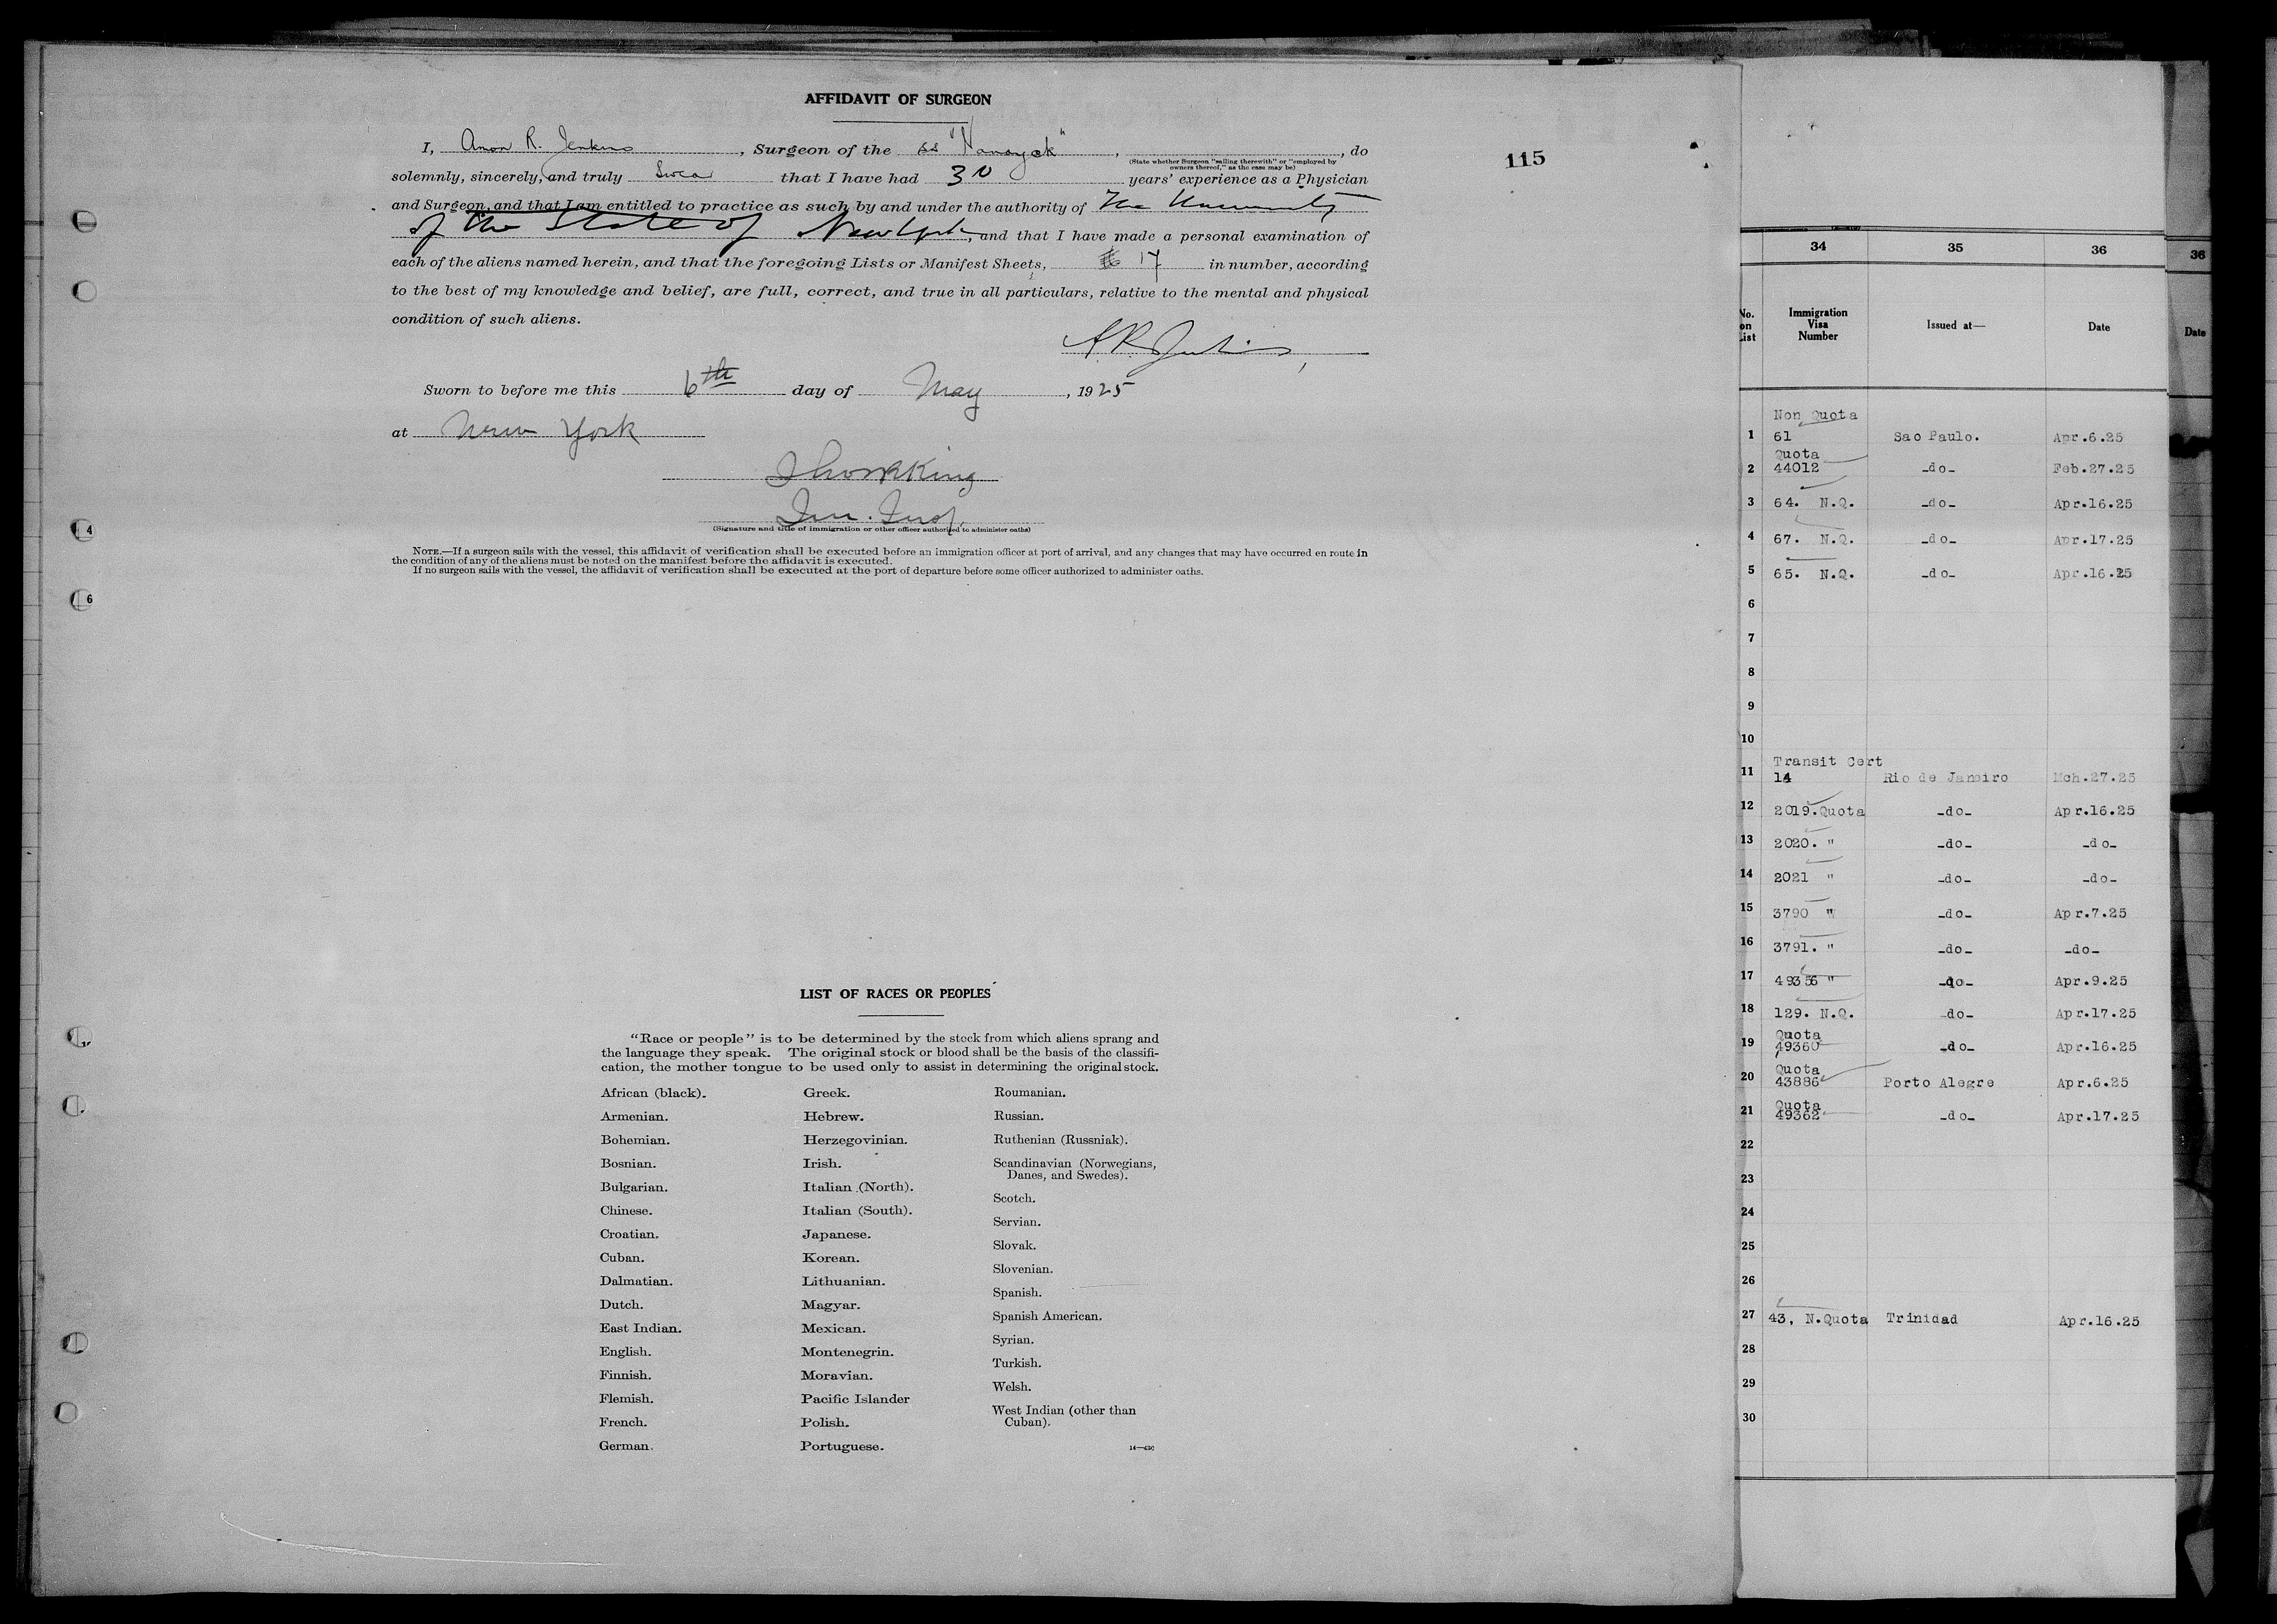 AFFIDAVIT OF SURGEON
I, R. Jenkins, Surgeon of the SS " ", , do
(State whether Surgeon "sailing therewith" or "employed by
owners thereof," as the case may be)
solemnly, sincerely, and truly that I have had 30 years' experience as a Physician
and Surgeon, and that I am entitled to practice as such by and under the authority of The University
of the State of New York, and that I have made a personal examination of
each of the aliens named herein, and that the foregoing Lists or Manifest Sheets, 17 in number, according
to the best of my knowledge and belief, are full, correct, and true in all particulars, relative to the mental and physical
condition of such aliens.
A R Jenkins,
Sworn to before me this 6th day of May, 1925
at New York
King
Imm. Insp.
(Signature and title of immigration or other officer authorized to administer oaths)
NOTE.—If a surgeon sails with the vessel, this affidavit of verification shall be executed before an immigration officer at port of arrival, and any changes that may have occurred en route in
the condition of any of the aliens must be noted on the manifest before the affidavit is executed.
If no surgeon sails with the vessel, the affidavit of verification shall be executed at the port of departure before some officer authorized to administer oaths.
115
4
6
LIST OF RACES OR PEOPLES
"Race or people" is to be determined by the stock from which aliens sprang and
the language they speak. The original stock or blood shall be the basis of the classifi-
cation, the mother tongue to be used only to assist in determining the original stock.
African (black).
Armenian.
Bohemian.
Bosnian.
Bulgarian.
Chinese.
Croatian.
Cuban.
Dalmatian.
Dutch.
East Indian.
English.
Finnish.
Flemish.
French.
German.
Greek.
Hebrew.
Herzegovinian.
Irish.
Italian (North).
Italian (South).
Japanese.
Korean.
Lithuanian.
Magyar.
Mexican.
Montenegrin.
Moravian.
Pacific Islander
Polish.
Portuguese.
Roumanian.
Russian.
Ruthenian (Russniak).
Scandinavian (Norwegians,
Danes, and Swedes).
Scotch.
Servian.
Slovak.
Slovenian.
Spanish.
Spanish American.
Syrian.
Turkish.
Welsh.
West Indian (other than
Cuban).
34 35 36
No. on List Immigration Visa Number Issued at— Date
Non Quota
1 61 Sao Paulo. Apr.6.25
Quota
2 44012 -do- Feb.27.25
3 64. N.Q. -do- Apr.16.25
4 67. N.Q. -do- Apr.17.25
5 65. N.Q. -do- Apr.16.25
6
7
8
9
10
Transit Cert
11 14 Rio de Janeiro Mch.27.25
12 2019.Quota -do- Apr.16.25
13 2020. " -do- -do-
14 2021 " -do- -do-
15 3790 " -do- Apr.7.25
16 3791. " -do- -do-
17 49356 " -do- Apr.9.25
18 129. N.Q. -do- Apr.17.25
Quota
19 49360 -do- Apr.16.25
Quota
20 43886 Porto Alegre Apr.6.25
Quota
21 49362 -do- Apr.17.25
22
23
24
25
26
27 43, N.Quota Trinidad Apr.16.25
28
29
30
36
Date